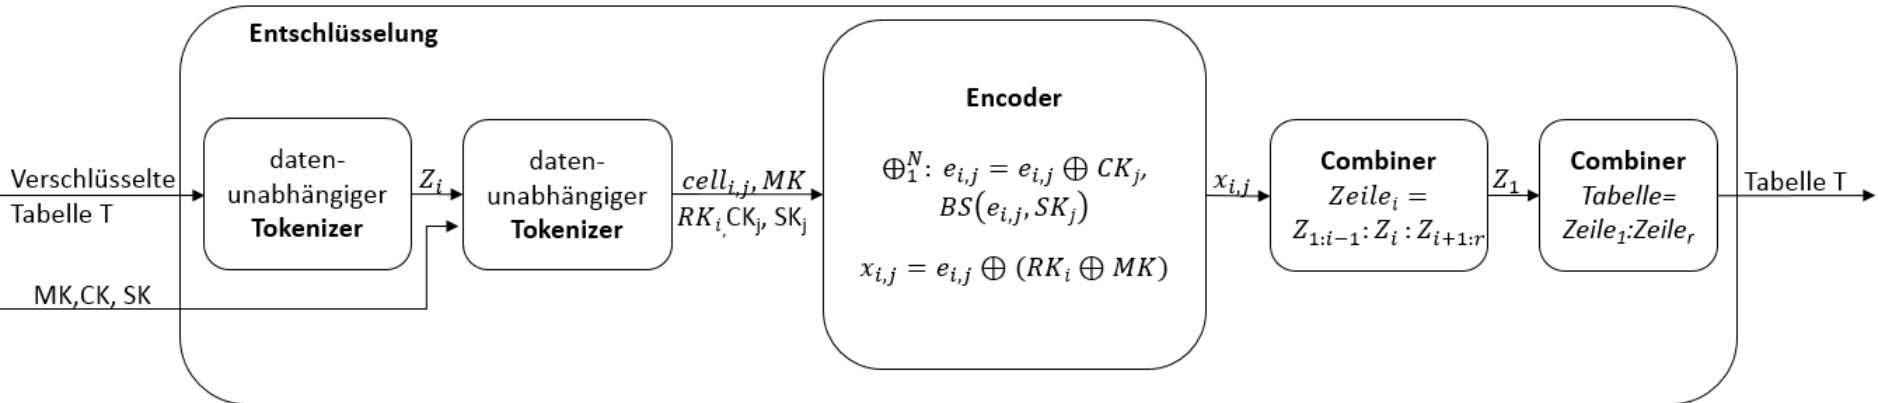 Entschlüsselung
Verschlüsselte
Tabelle T
MK,CK, SK
daten-
unabhängiger
Tokenizer
Z_i
daten-
unabhängiger
Tokenizer
cell_{i,j}, MK
RK_{i,}CK_j, SK_j
Encoder
⊕_1^N: e_{i,j} = e_{i,j} ⊕ CK_j,
BS(e_{i,j}, SK_j)
x_{i,j} = e_{i,j} ⊕ (RK_i ⊕ MK)
x_{i,j}
Combiner
Zeile_i =
Z_{1:i−1}: Z_i : Z_{i+1:r}
Z_1
Combiner
Tabelle=
Zeile_1:Zeile_r
Tabelle T